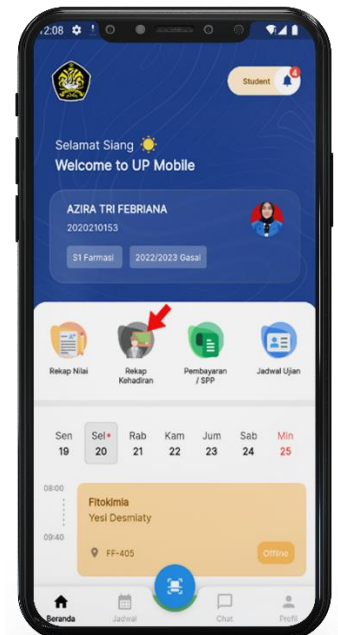 2:08
Student
4
Selamat Siang
Welcome to UP Mobile
AZIRA TRI FEBRIANA
2020210153
S1 Farmasi
2022/2023 Gasal
Rekap Nilai
Rekap
Kehadiran
Pembayaran
/ SPP
Jadwal Ujian
Sen Sel Rab Kam Jum Sab Min
19 20 21 22 23 24 25
08:00
Fitokimia
Yesi Desmiaty
09:40
FF-405
Offline
Beranda
Jadwal
Chat
Profil